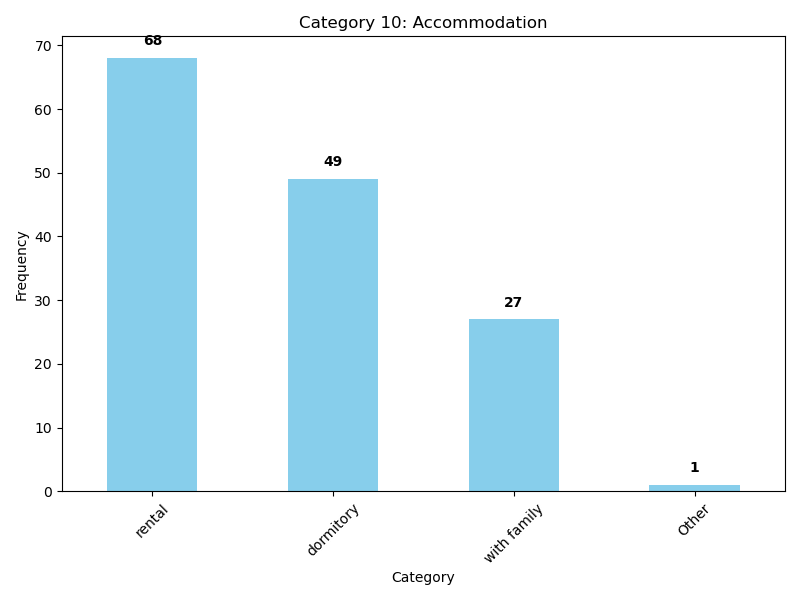 Category 10: Accommodation
Frequency
70
60
50
40
30
20
10
0
68
49
27
1
rental
dormitory
with family
Other
Category